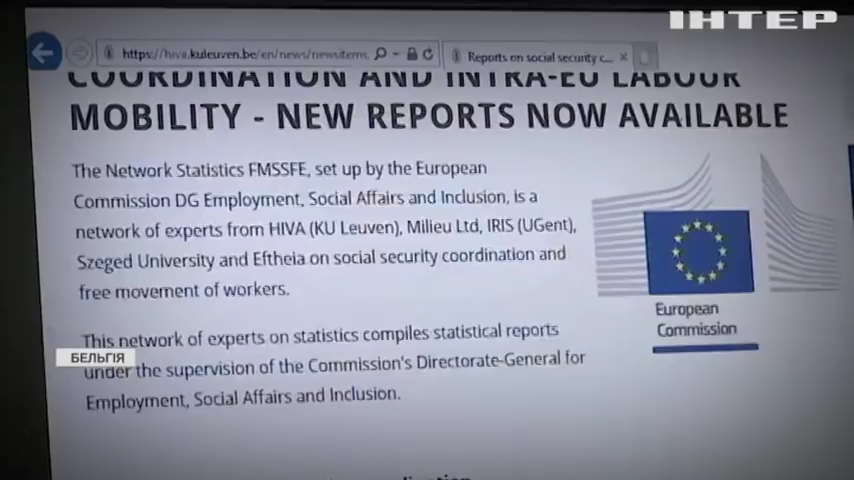 ІНТЕР
https://hiva.kuleuven.be/en/news/newsitems.
Reports on social security c...
COORDINATION AND INTRA-EU LABOUR
MOBILITY - NEW REPORTS NOW AVAILABLE
The Network Statistics FMSSFE, set up by the European
Commission DG Employment, Social Affairs and Inclusion, is a
network of experts from HIVA (KU Leuven), Milieu Ltd, IRIS (UGent),
Szeged University and Eftheia on social security coordination and
free movement of workers.
European
Commission
This network of experts on statistics compiles statistical reports
БЕЛЬГІЯ
under the supervision of the Commission's Directorate-General for
Employment, Social Affairs and Inclusion.